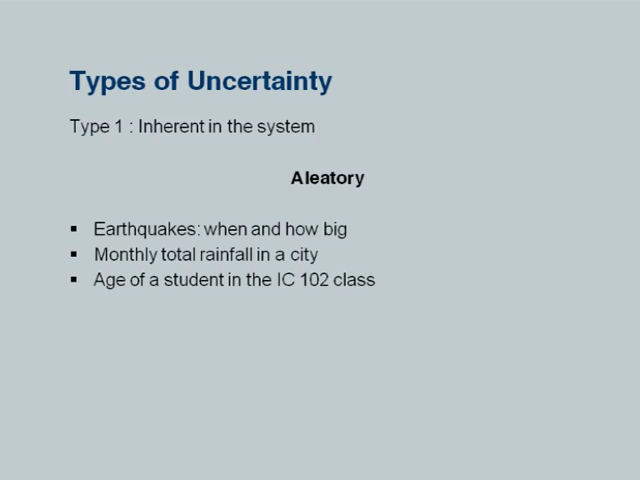 Types of Uncertainty
Type 1 : Inherent in the system
Aleatory
▪ Earthquakes: when and how big
▪ Monthly total rainfall in a city
▪ Age of a student in the IC 102 class